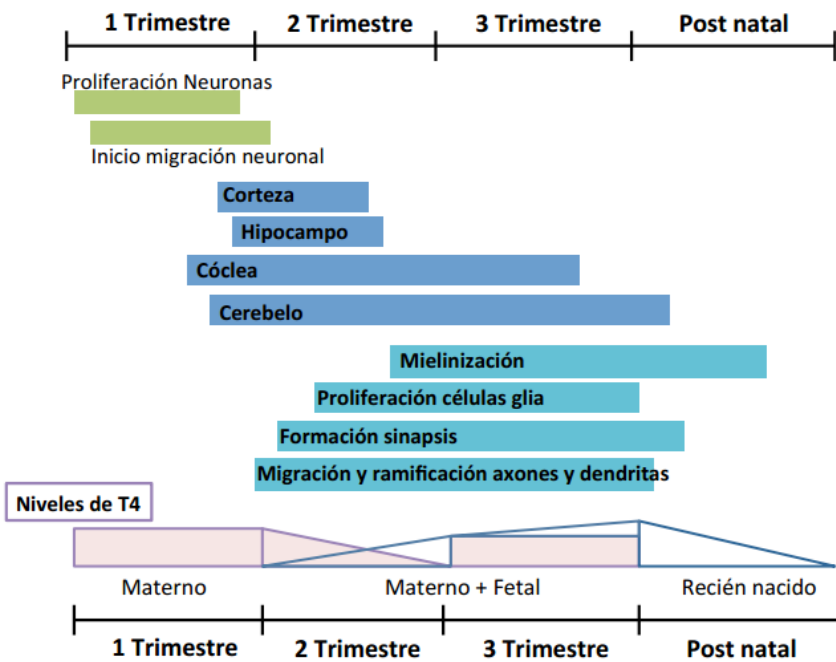 1 Trimestre 2 Trimestre 3 Trimestre Post natal
Proliferación Neuronas
Inicio migración neuronal
Corteza
Hipocampo
Cóclea
Cerebelo
Mielinización
Proliferación células glia
Formación sinapsis
Migración y ramificación axones y dendritas
Niveles de T4
Materno Materno + Fetal Recién nacido
1 Trimestre 2 Trimestre 3 Trimestre Post natal